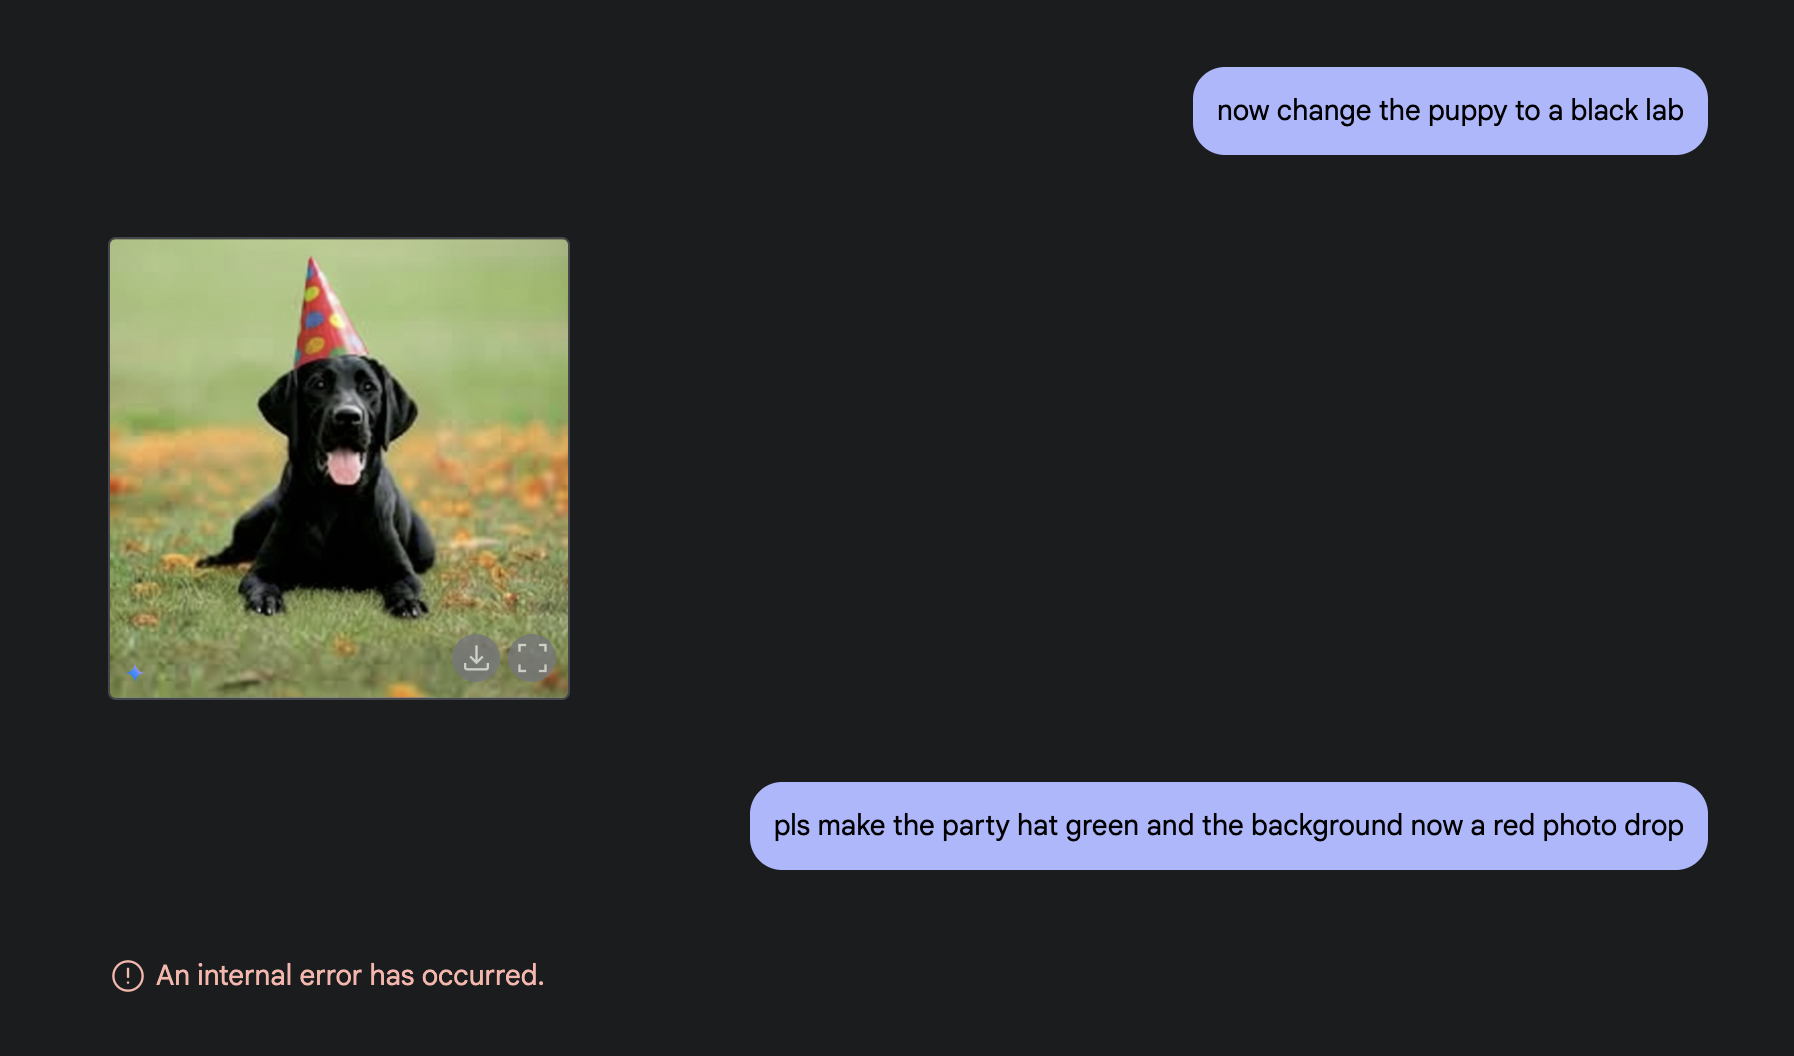 now change the puppy to a black lab
pls make the party hat green and the background now a red photo drop
An internal error has occurred.